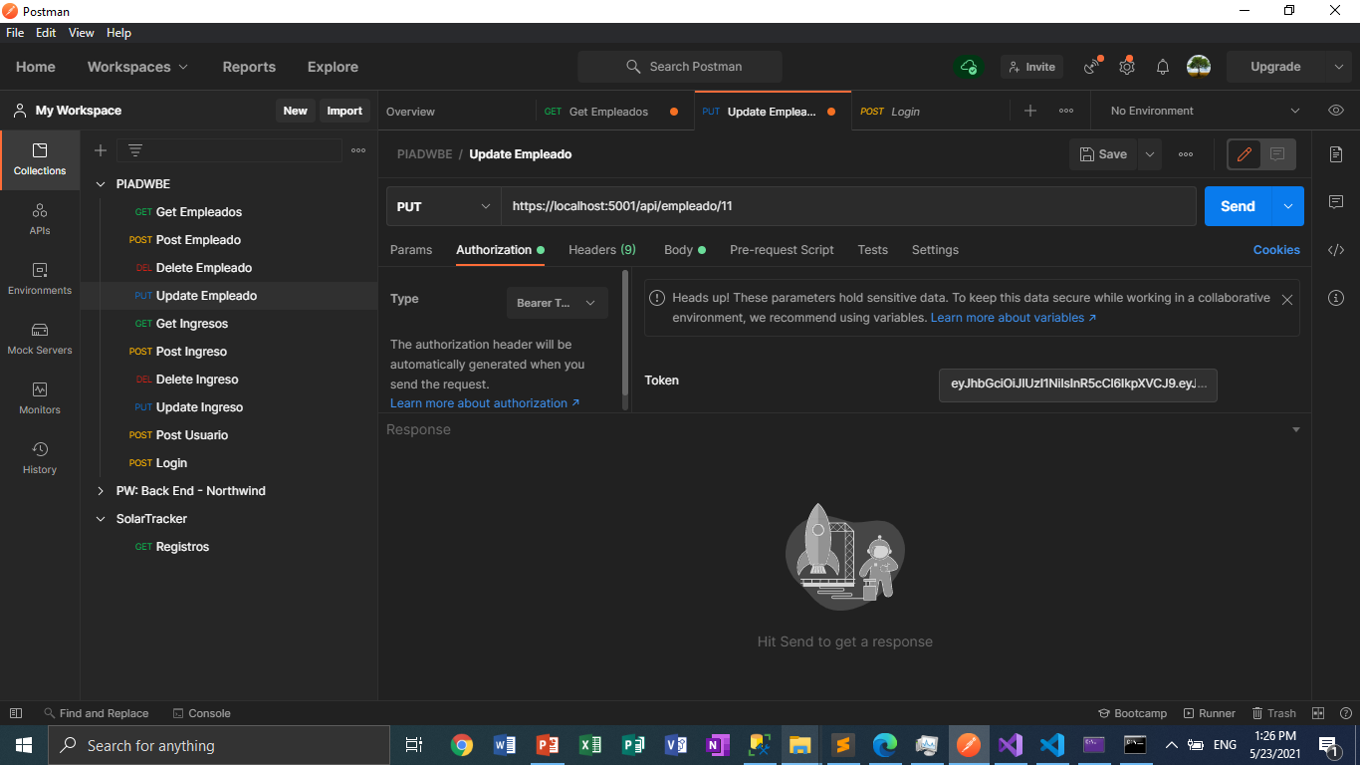 Postman
File Edit View Help
Home Workspaces Reports Explore Search Postman Invite Upgrade
My Workspace New Import Overview GET Get Empleados PUT Update Emplea... POST Login No Environment
Collections
APIs
Environments
Mock Servers
Monitors
History
PIADWBE
GET Get Empleados
POST Post Empleado
DEL Delete Empleado
PUT Update Empleado
GET Get Ingresos
POST Post Ingreso
DEL Delete Ingreso
PUT Update Ingreso
POST Post Usuario
POST Login
PW: Back End - Northwind
SolarTracker
GET Registros
PIADWBE / Update Empleado Save
PUT https://localhost:5001/api/empleado/11 Send
Params Authorization Headers (9) Body Pre-request Script Tests Settings Cookies
Type Bearer T...
The authorization header will be
automatically generated when you
send the request.
Learn more about authorization
Heads up! These parameters hold sensitive data. To keep this data secure while working in a collaborative
environment, we recommend using variables. Learn more about variables
Token eyJhbGciOiJIUzI1NiIsInR5cCI6IkpXVCJ9.eyJ...
Response
Hit Send to get a response
Find and Replace Console Bootcamp Runner Trash
Search for anything
ENG
1:26 PM
5/23/2021
1